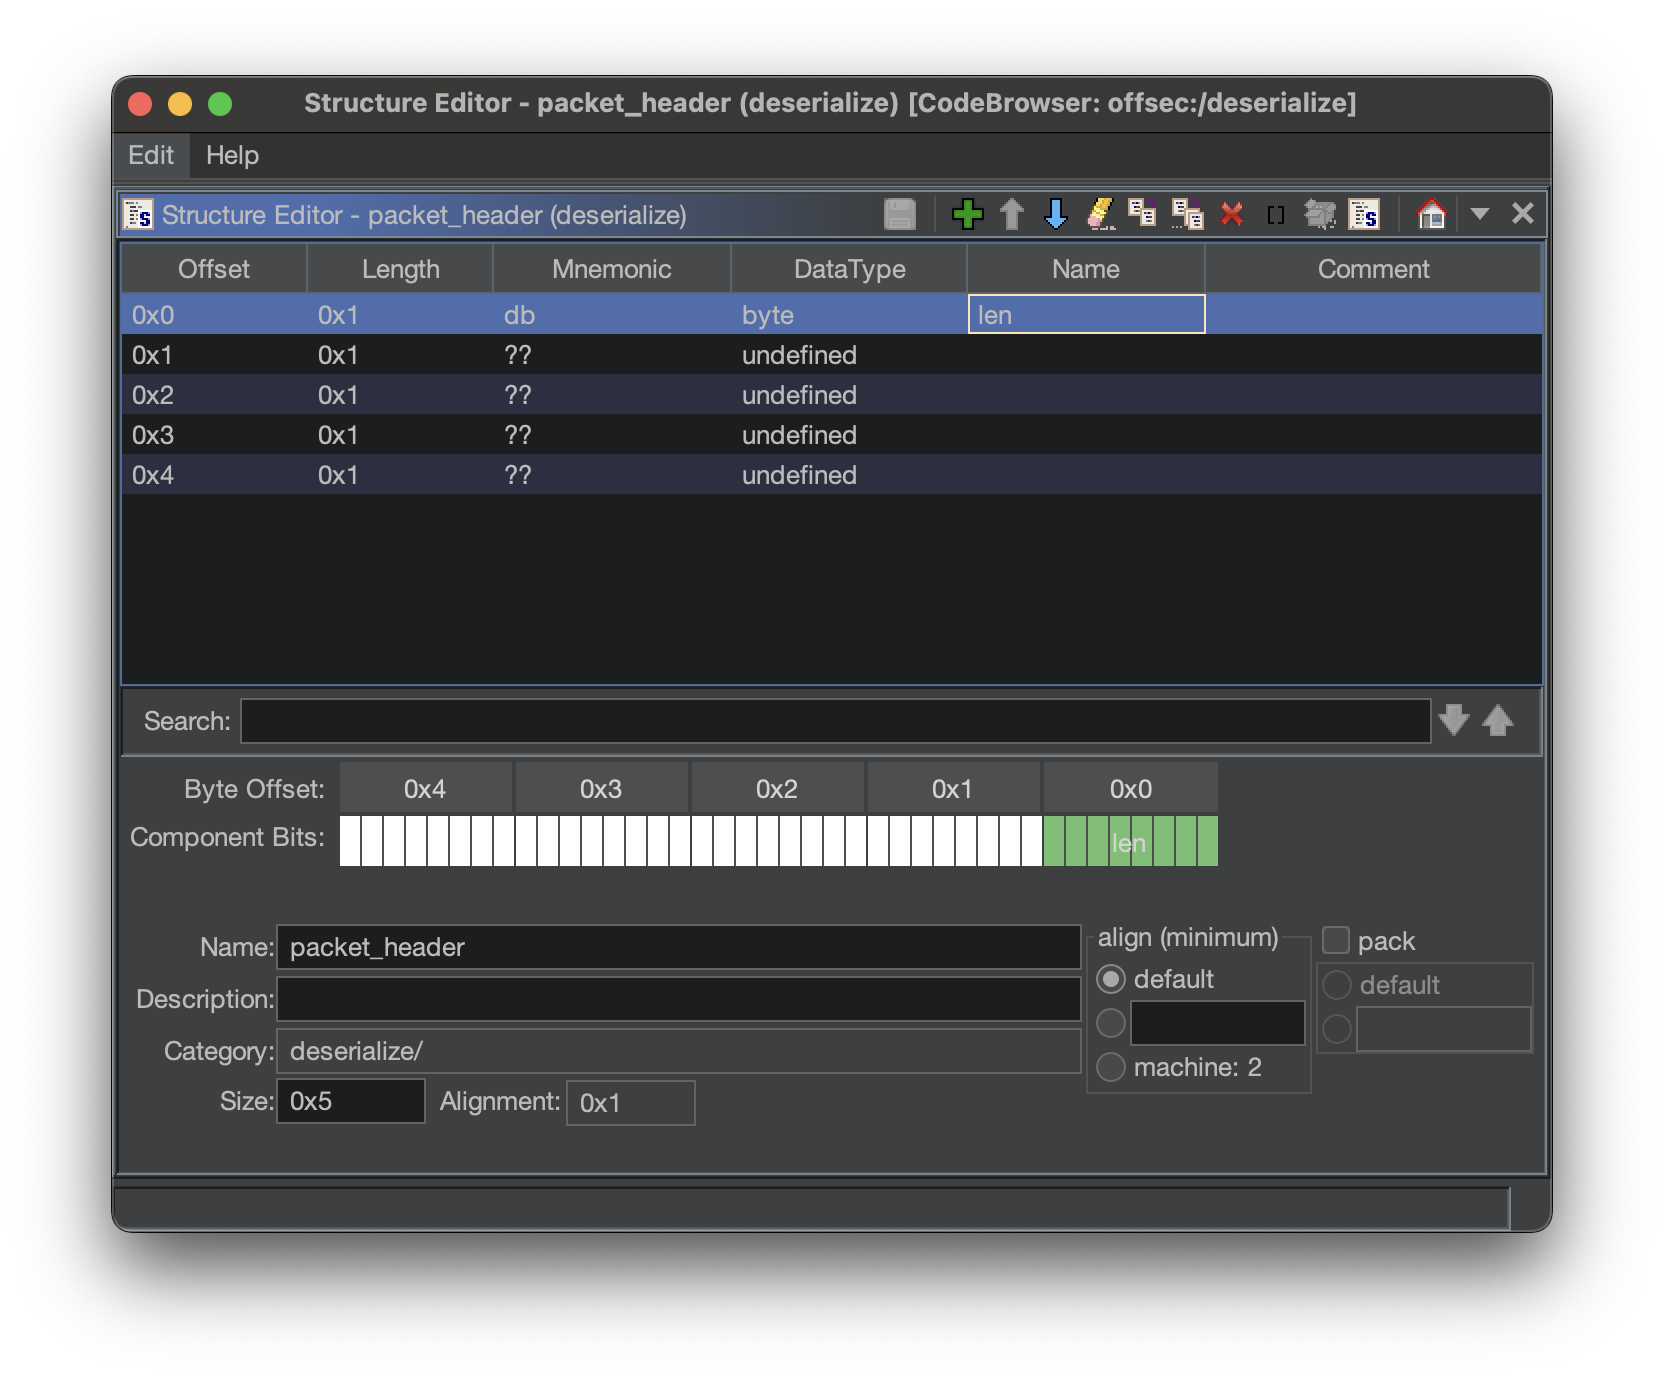 Structure Editor - packet_header (deserialize) [CodeBrowser: offsec:/deserialize]
Edit Help
Structure Editor - packet_header (deserialize)
Offset Length Mnemonic DataType Name Comment
0x0 0x1 db byte len
0x1 0x1 ?? undefined
0x2 0x1 ?? undefined
0x3 0x1 ?? undefined
0x4 0x1 ?? undefined
Search:
Byte Offset: 0x4 0x3 0x2 0x1 0x0
Component Bits: len
Name: packet_header
Description:
Category: deserialize/
Size: 0x5 Alignment: 0x1
align (minimum)
default
machine: 2
pack
default